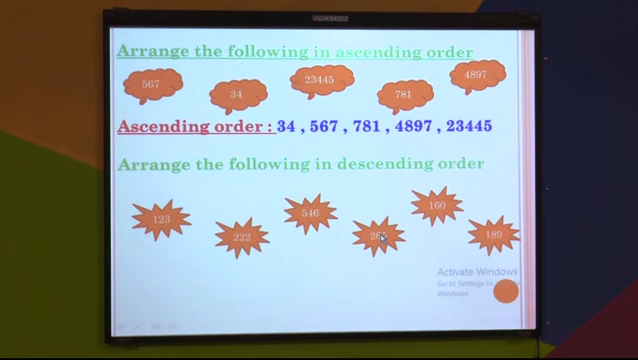 Arrange the following in ascending order
567 34 23445 781 4897
Ascending order : 34 , 567 , 781 , 4897 , 23445
Arrange the following in descending order
123 222 546 160 189
Activate Windows
Go to Settings to
Windows.